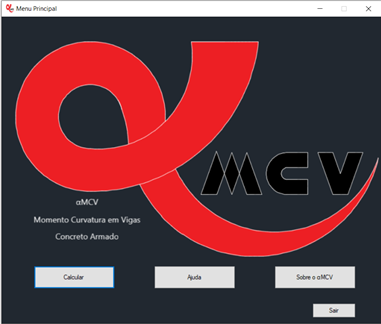 Menu Principal
MCV
αMCV
Momento Curvatura em Vigas
Concreto Armado
Calcular
Ajuda
Sobre o αMCV
Sair